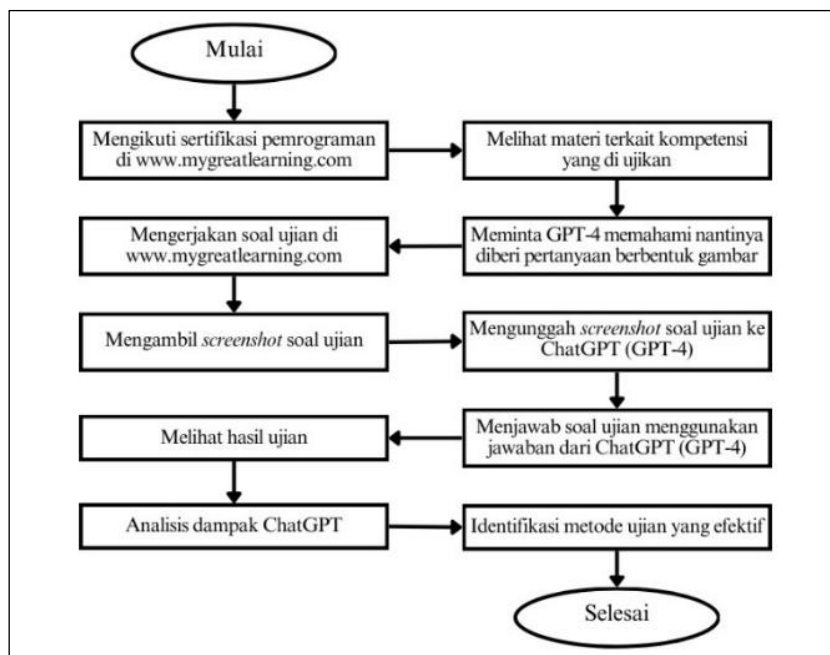 Mulai
Mengikuti sertifikasi pemrograman
di www.mygreatlearning.com
Melihat materi terkait kompetensi
yang di ujikan
Meminta GPT-4 memahami nantinya
diberi pertanyaan berbentuk gambar
Mengerjakan soal ujian di
www.mygreatlearning.com
Mengambil screenshot soal ujian
Mengunggah screenshot soal ujian ke
ChatGPT (GPT-4)
Menjawab soal ujian menggunakan
jawaban dari ChatGPT (GPT-4)
Melihat hasil ujian
Analisis dampak ChatGPT
Identifikasi metode ujian yang efektif
Selesai